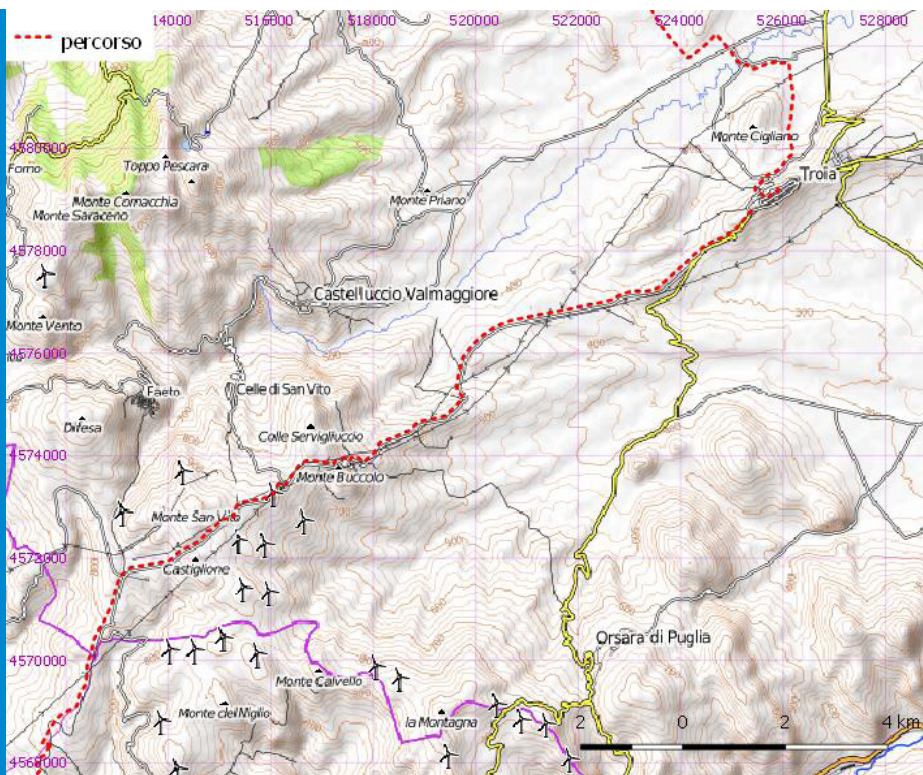 514000 516000 518000 520000 522000 524000 526000 528000
percorso
4580000
Monte Cigliano
Toppo Pescara
Forno
Troia
Monte Cornacchia
Monte Priano
Monte Saraceno
4578000
Castelluccio Valmaggiore
Monte Vento
4576000
Celle di San Vito
Faeto
Difesa
Colle Servigliuccio
4574000
Monte Buccolo
Monte San Vito
4572000
Castiglione
Orsara di Puglia
4570000
Monte Calvello
Monte del Niglio
la Montagna
2 0 2 4 km
4568000